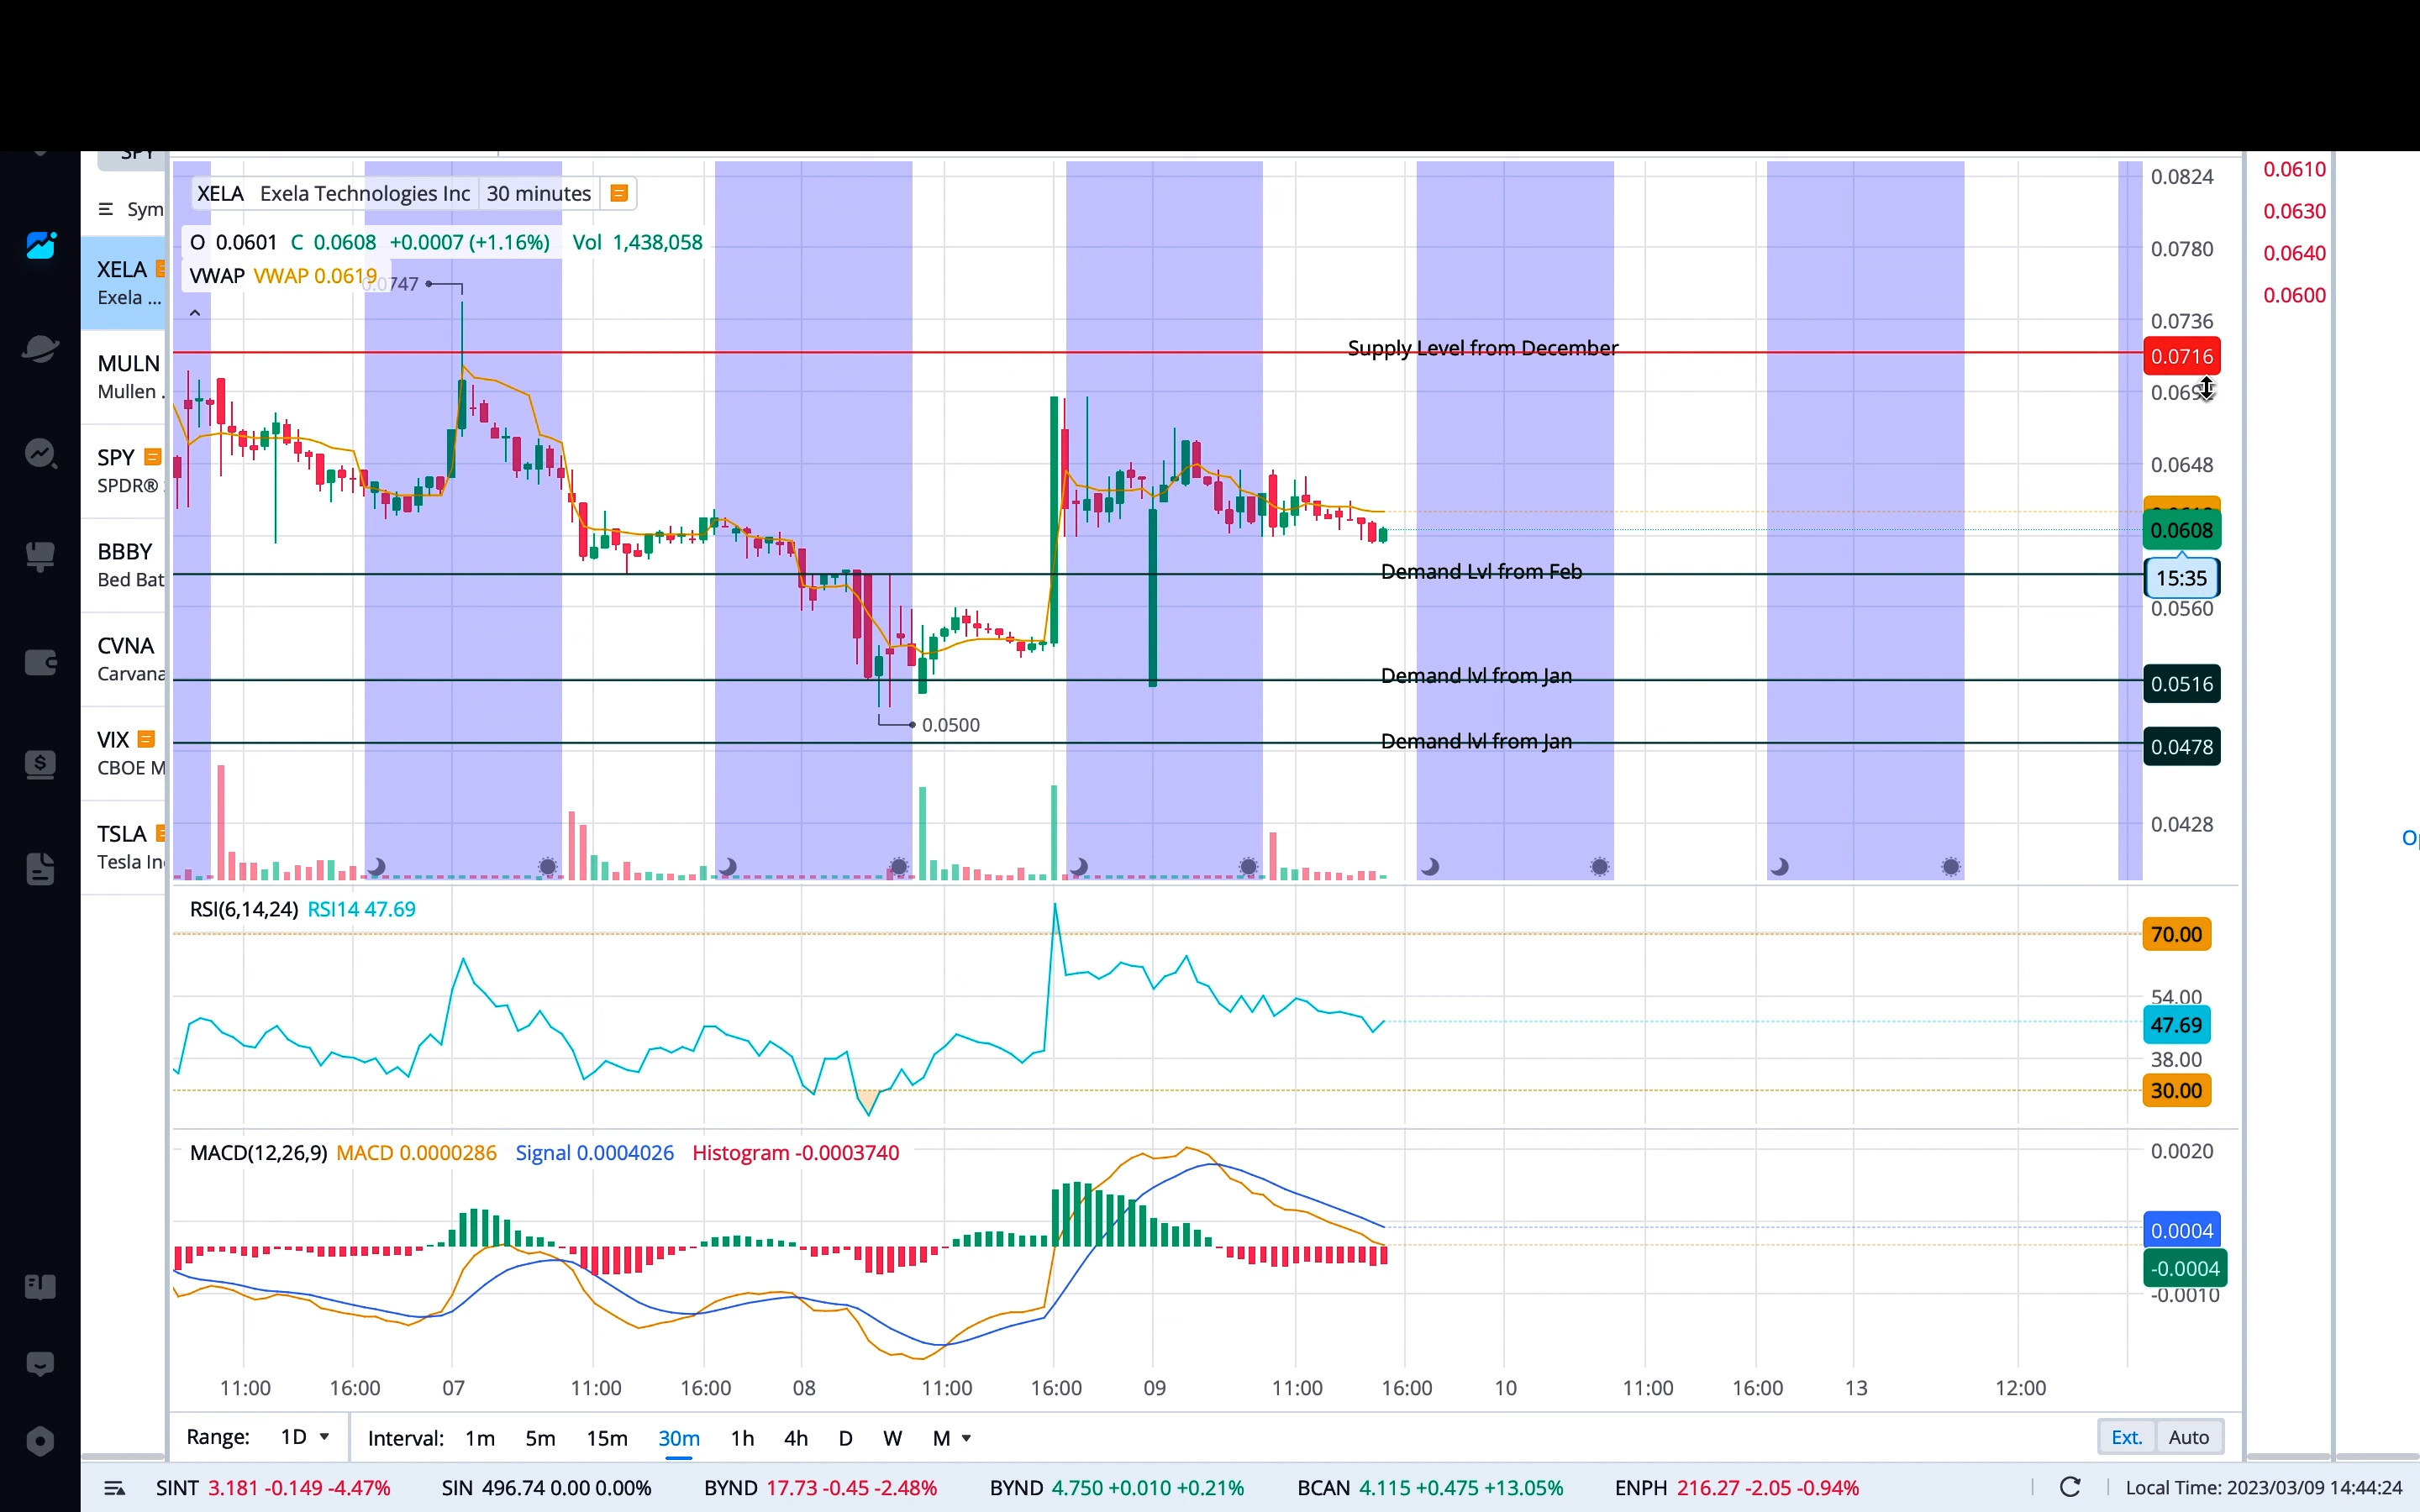 SPY
Sym
XELA
Exela ...
MULN
Mullen
SPY
SPDR®
BBBY
Bed Bat
CVNA
Carvana
VIX
CBOE M
TSLA
Tesla In
XELA Exela Technologies Inc 30 minutes
O 0.0601 C 0.0608 +0.0007 (+1.16%) Vol 1,438,058
VWAP VWAP 0.0619
0.0747
Supply Level from December
Demand Lvl from Feb
Demand lvl from Jan
0.0500
Demand lvl from Jan
0.0824
0.0780
0.0736
0.0716
0.0648
0.0608
15:35
0.0560
0.0516
0.0478
0.0428
0.0610
0.0630
0.0640
0.0600
RSI(6,14,24) RSI14 47.69
70.00
54.00
47.69
38.00
30.00
MACD(12,26,9) MACD 0.0000286 Signal 0.0004026 Histogram -0.0003740
0.0020
0.0004
-0.0004
-0.0010
11:00 16:00 07 11:00 16:00 08 11:00 16:00 09 11:00 16:00 10 11:00 16:00 13 12:00
Range: 1D Interval: 1m 5m 15m 30m 1h 4h D W M Ext. Auto
SINT 3.181 -0.149 -4.47% SIN 496.74 0.00 0.00% BYND 17.73 -0.45 -2.48% BYND 4.750 +0.010 +0.21% BCAN 4.115 +0.475 +13.05% ENPH 216.27 -2.05 -0.94% Local Time: 2023/03/09 14:44:24